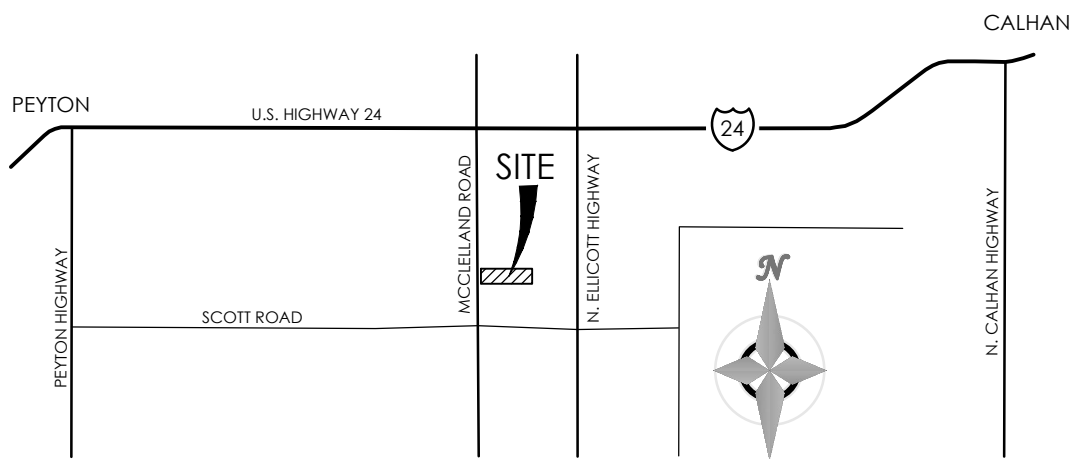 CALHAN
PEYTON
U.S. HIGHWAY 24
24
SITE
MCCLELLAND ROAD
N. ELLICOTT HIGHWAY
N. CALHAN HIGHWAY
PEYTON HIGHWAY
SCOTT ROAD
N